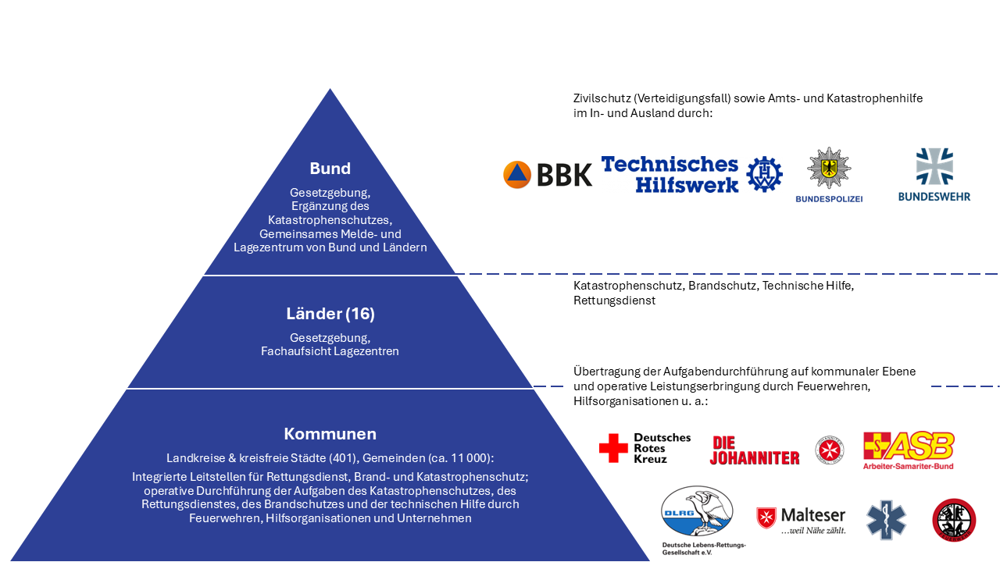 Zivilschutz (Verteidigungsfall) sowie Amts- und Katastrophenhilfe
im In- und Ausland durch:
BBK
Technisches
Hilfswerk
THW
BUNDESPOLIZEI
BUNDESWEHR
Bund
Gesetzgebung,
Ergänzung des
Katastrophenschutzes,
Gemeinsames Melde- und
Lagezentrum von Bund und Ländern
Katastrophenschutz, Brandschutz, Technische Hilfe,
Rettungsdienst
Länder (16)
Gesetzgebung,
Fachaufsicht Lagezentren
Übertragung der Aufgabendurchführung auf kommunaler Ebene
und operative Leistungserbringung durch Feuerwehren,
Hilfsorganisationen u. a.:
Kommunen
Landkreise & kreisfreie Städte (401), Gemeinden (ca. 11 000):
Integrierte Leitstellen für Rettungsdienst, Brand- und Katastrophenschutz;
operative Durchführung der Aufgaben des Katastrophenschutzes, des
Rettungsdienstes, des Brandschutzes und der technischen Hilfe durch
Feuerwehren, Hilfsorganisationen und Unternehmen
Deutsches
Rotes
Kreuz
DIE
JOHANNITER
S ASB
Arbeiter-Samariter-Bund
DLRG
Deutsche Lebens-Rettungs-
Gesellschaft e.V.
Malteser
...weil Nähe zählt.
FEUERWEHR